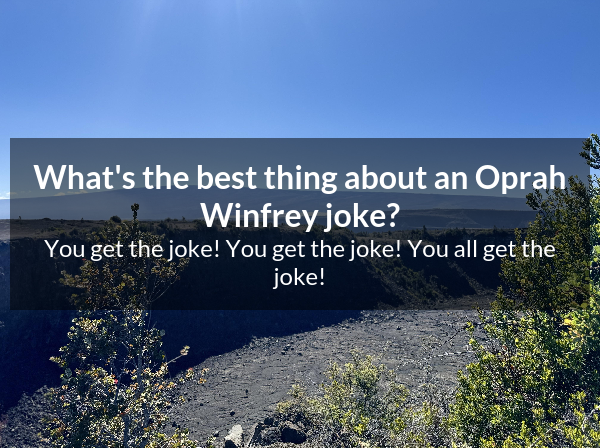 What's the best thing about an Oprah
Winfrey joke?
You get the joke! You get the joke! You all get the
joke!